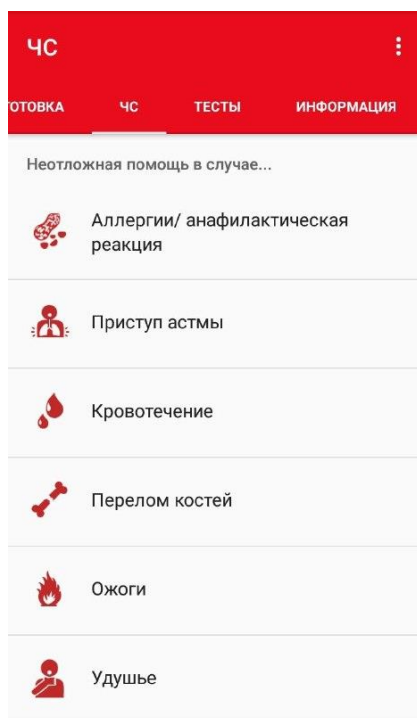 ЧС
ОТОВКА ЧС ТЕСТЫ ИНФОРМАЦИЯ
Неотложная помощь в случае...
Аллергии/ анафилактическая
реакция
Приступ астмы
Кровотечение
Перелом костей
Ожоги
Удушье